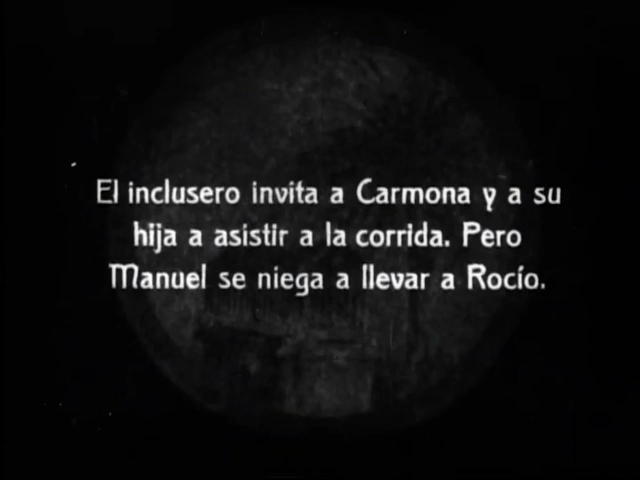 El inclusero invita a Carmona y a su
hija a asistir a la corrida. Pero
Manuel se niega a llevar a Rocío.